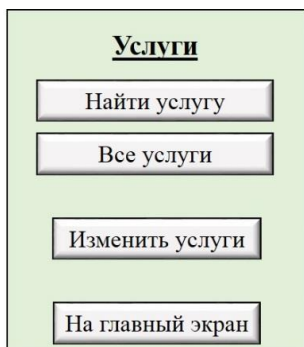 Услуги
Найти услугу
Все услуги
Изменить услуги
На главный экран